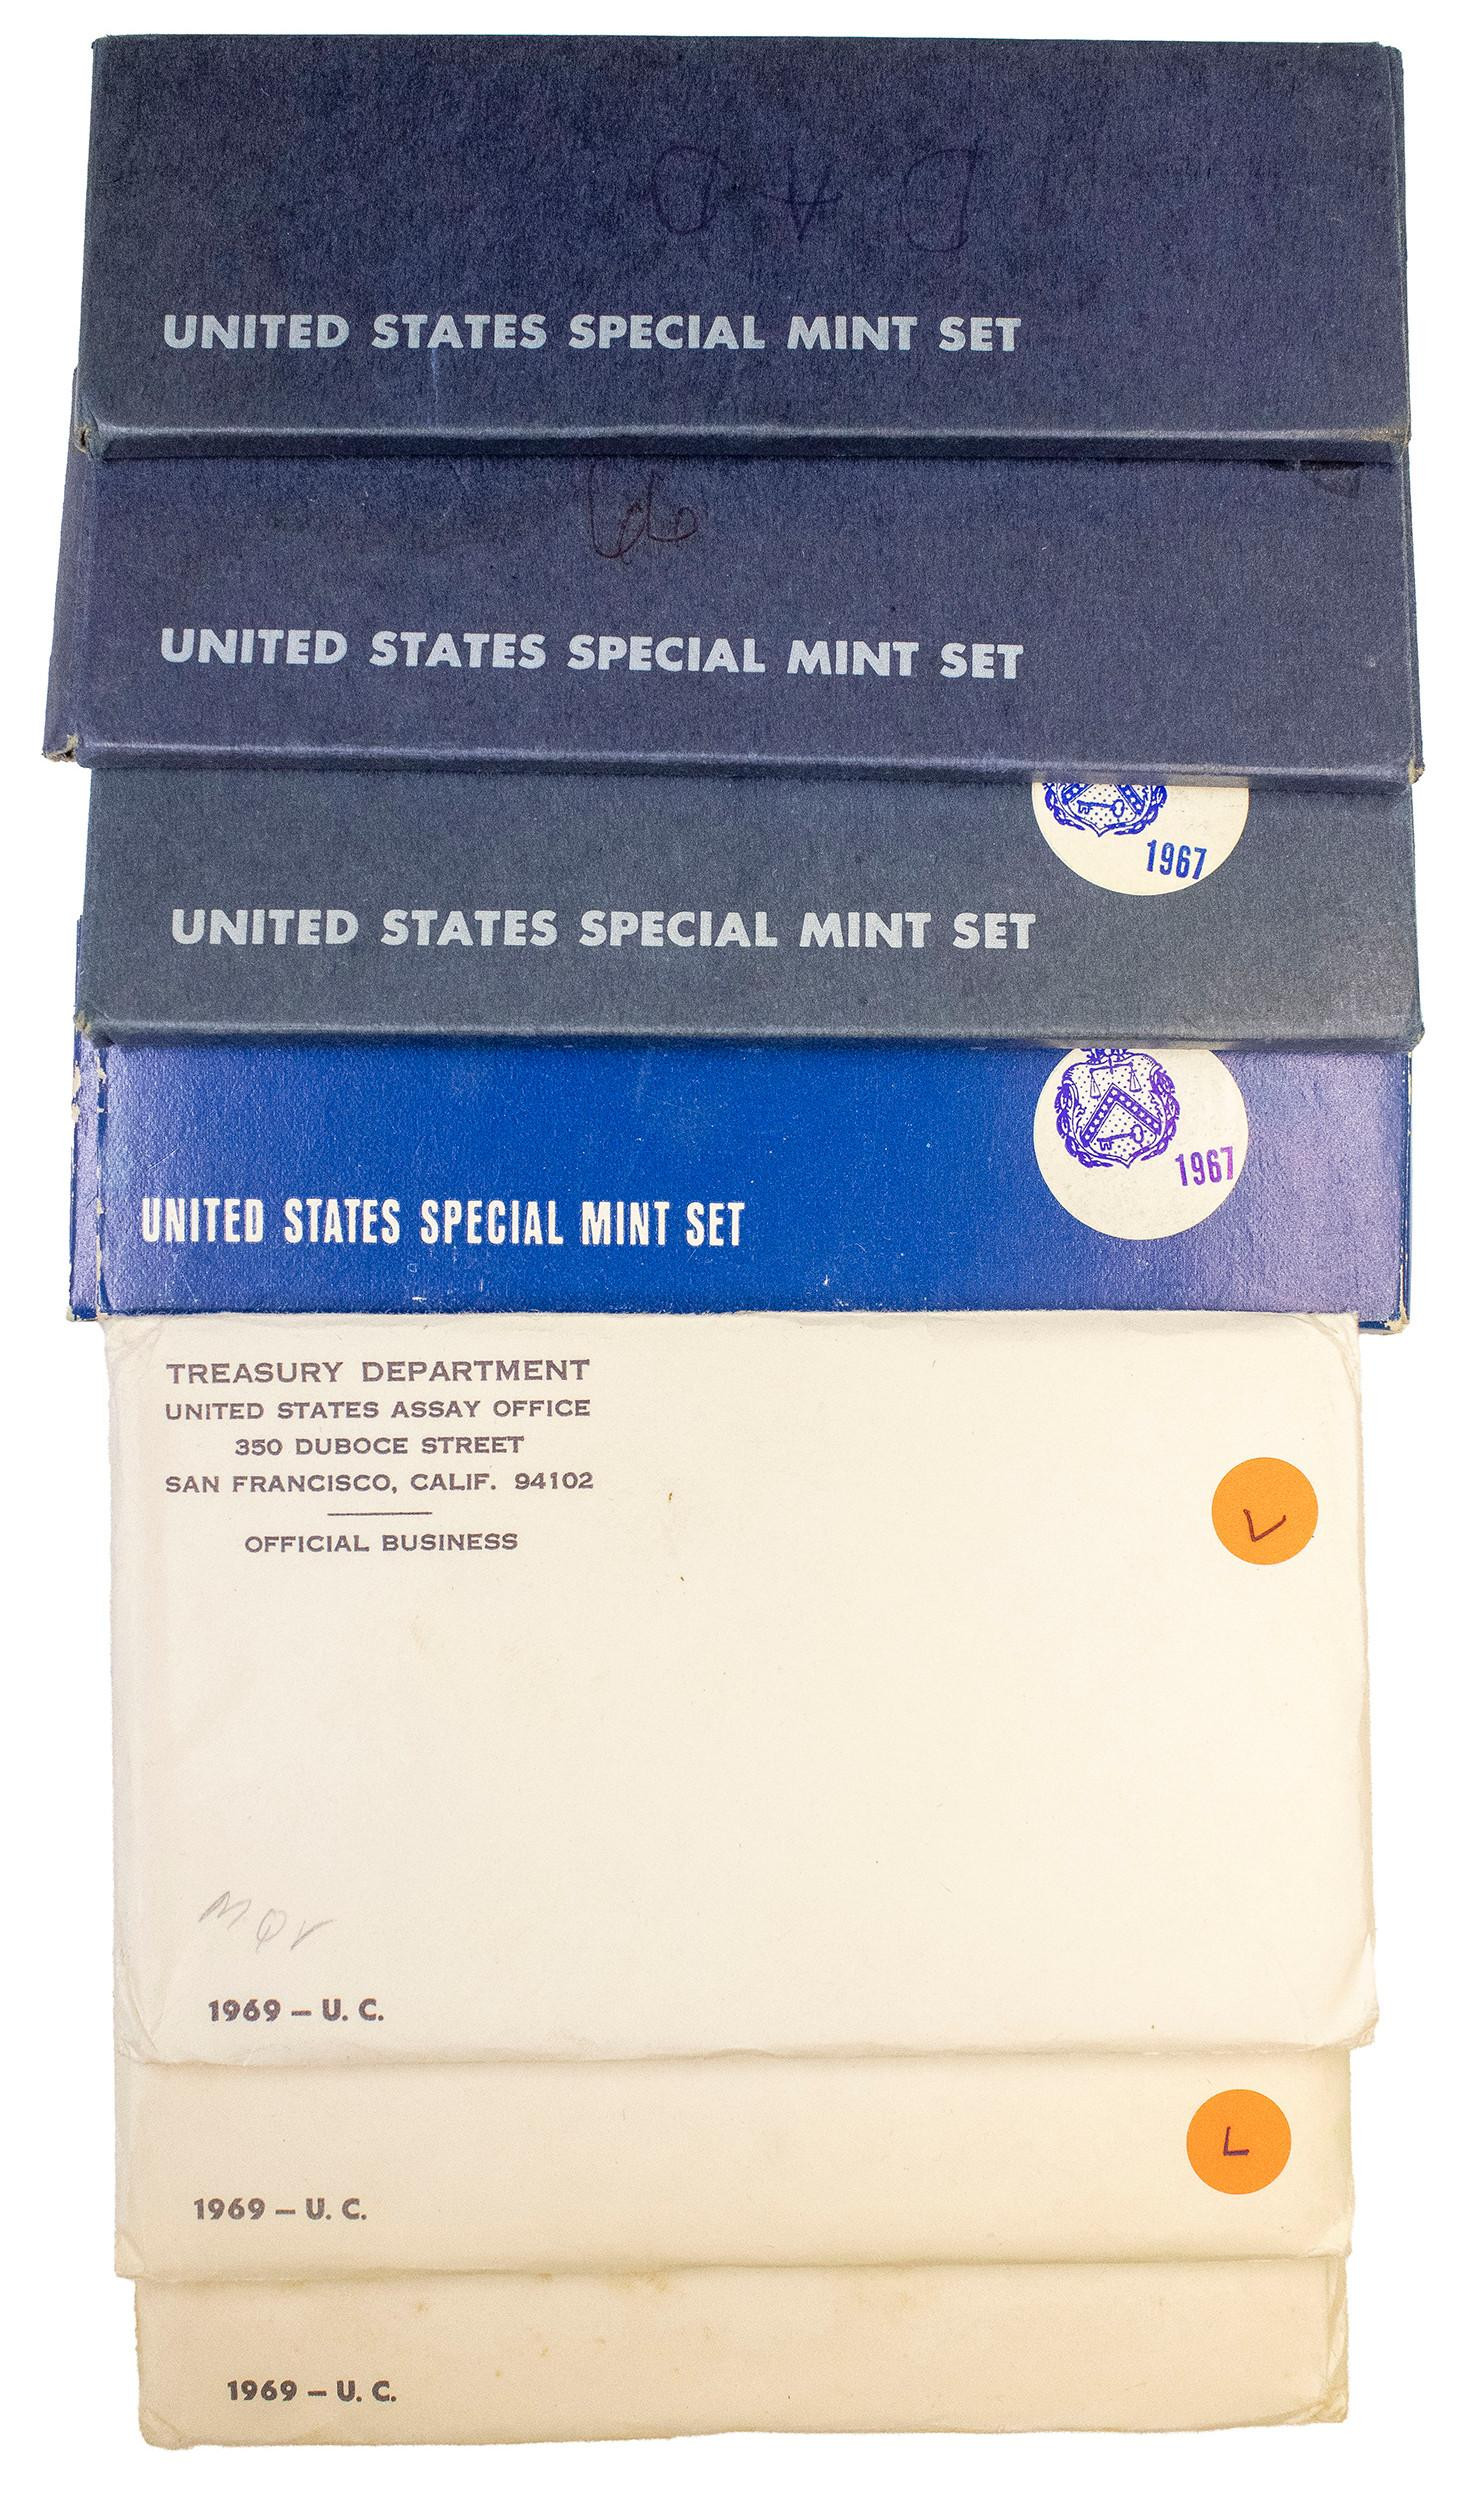 UNITED STATES SPECIAL MINT SET
UNITED STATES SPECIAL MINT SET
1967
UNITED STATES SPECIAL MINT SET
1967
UNITED STATES SPECIAL MINT SET
TREASURY DEPARTMENT
UNITED STATES ASSAY OFFICE
350 DUBOCE STREET
SAN FRANCISCO, CALIF. 94102
OFFICIAL BUSINESS
1969 – U. C.
L
1969 – U. C.
1969 – U. C.